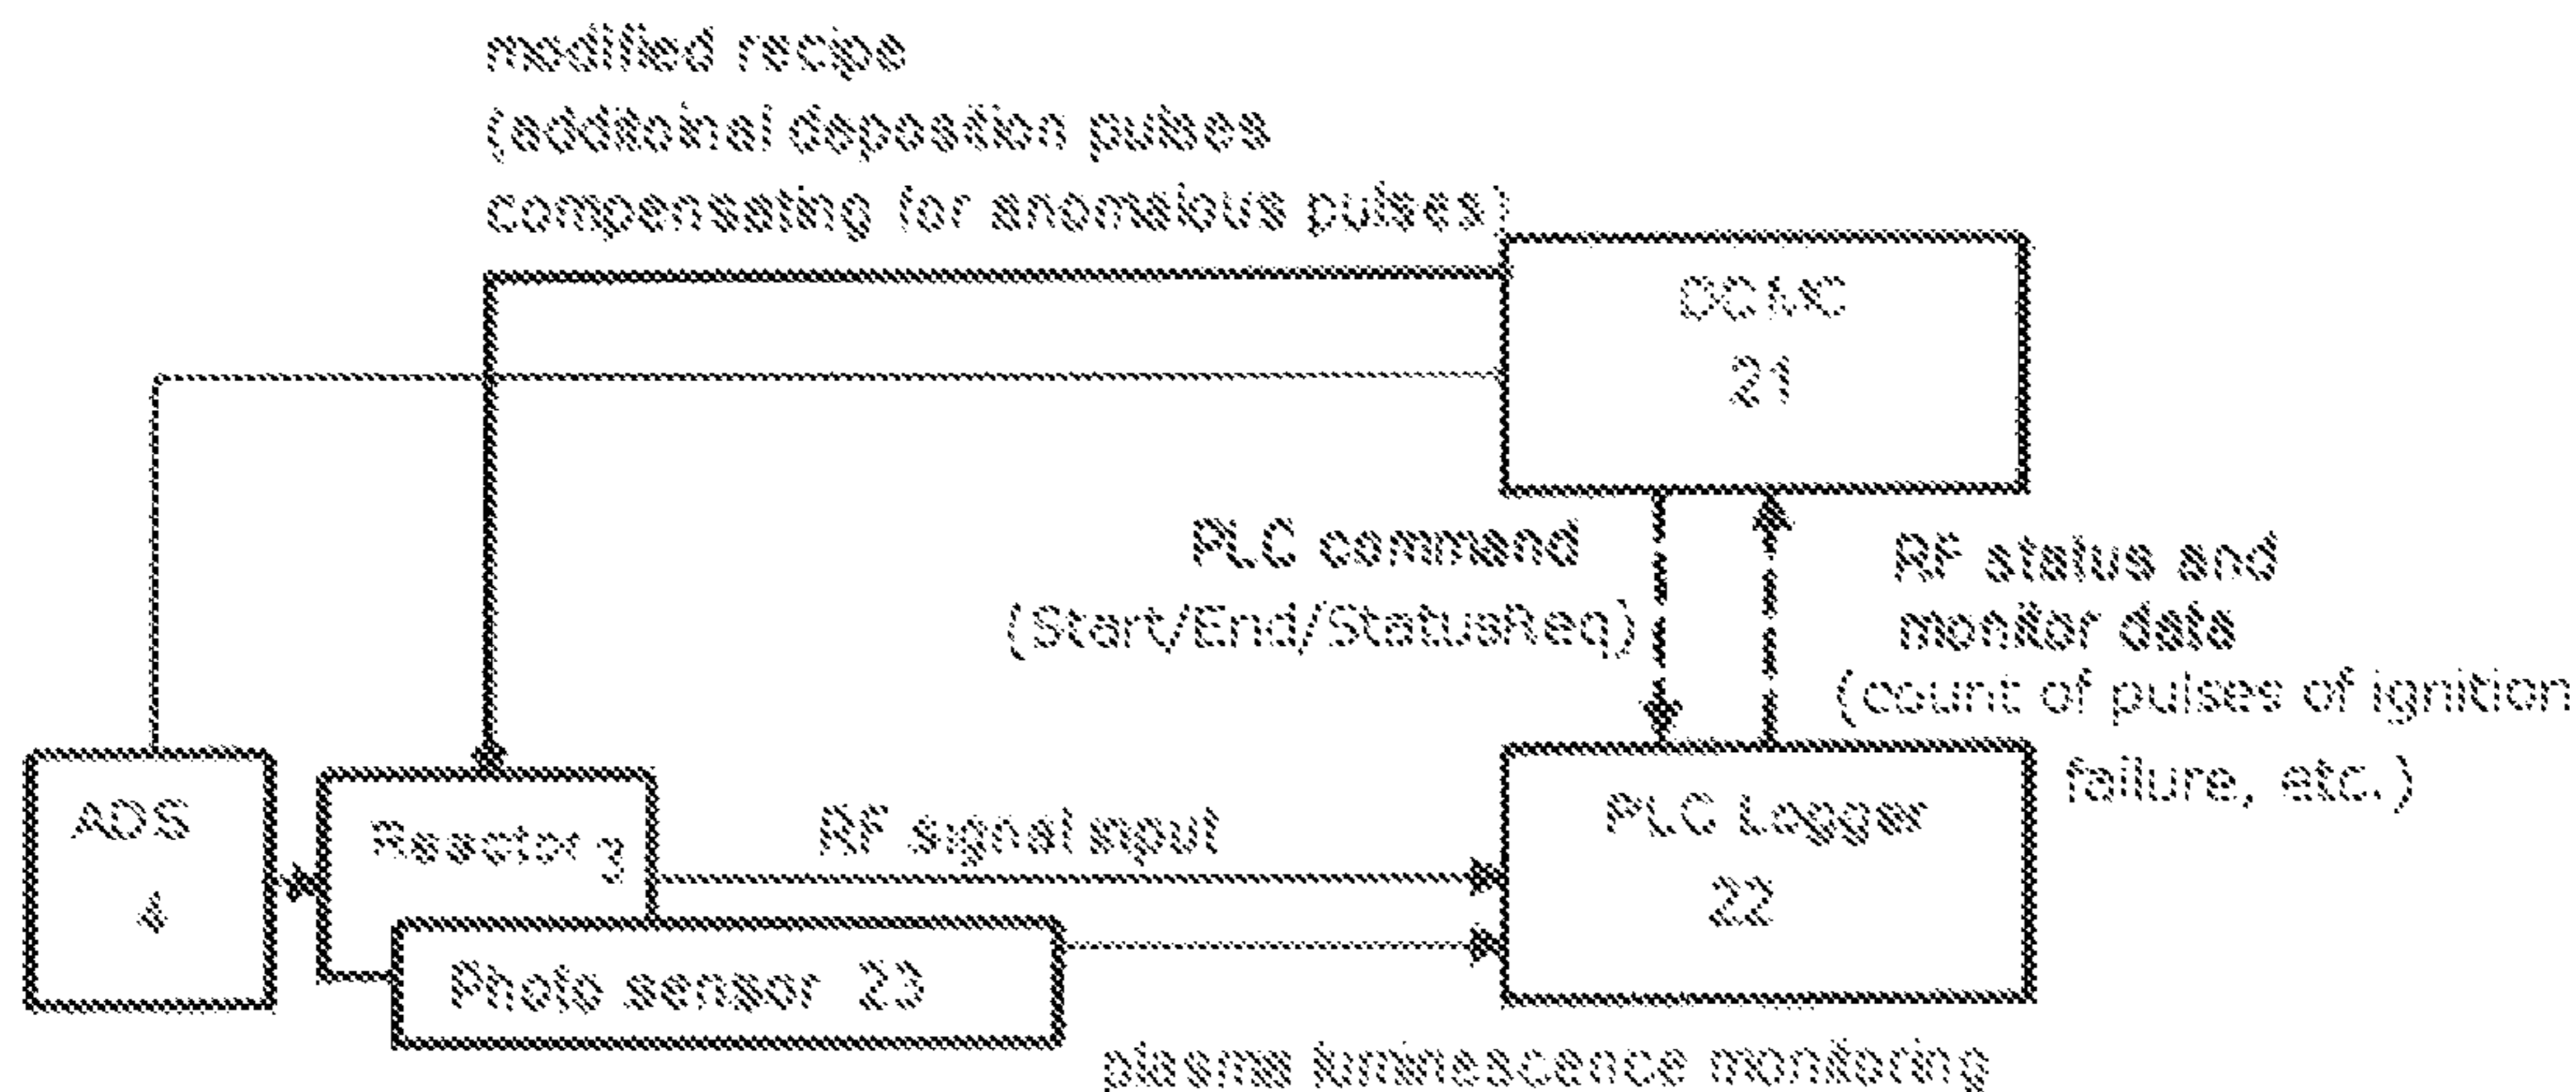 modified recipe
(additoinal deposition pulses
compensating for anomalous pulses)
DCMC
21
PLC command
(Start/End/StatusReq)
RF status and
monitor data
(count of pulses of ignition
failure, etc.)
ADS
4
Reactor 3
RF signal input
PLC Logger
22
Photo sensor 23
plasma luminescence monitoring